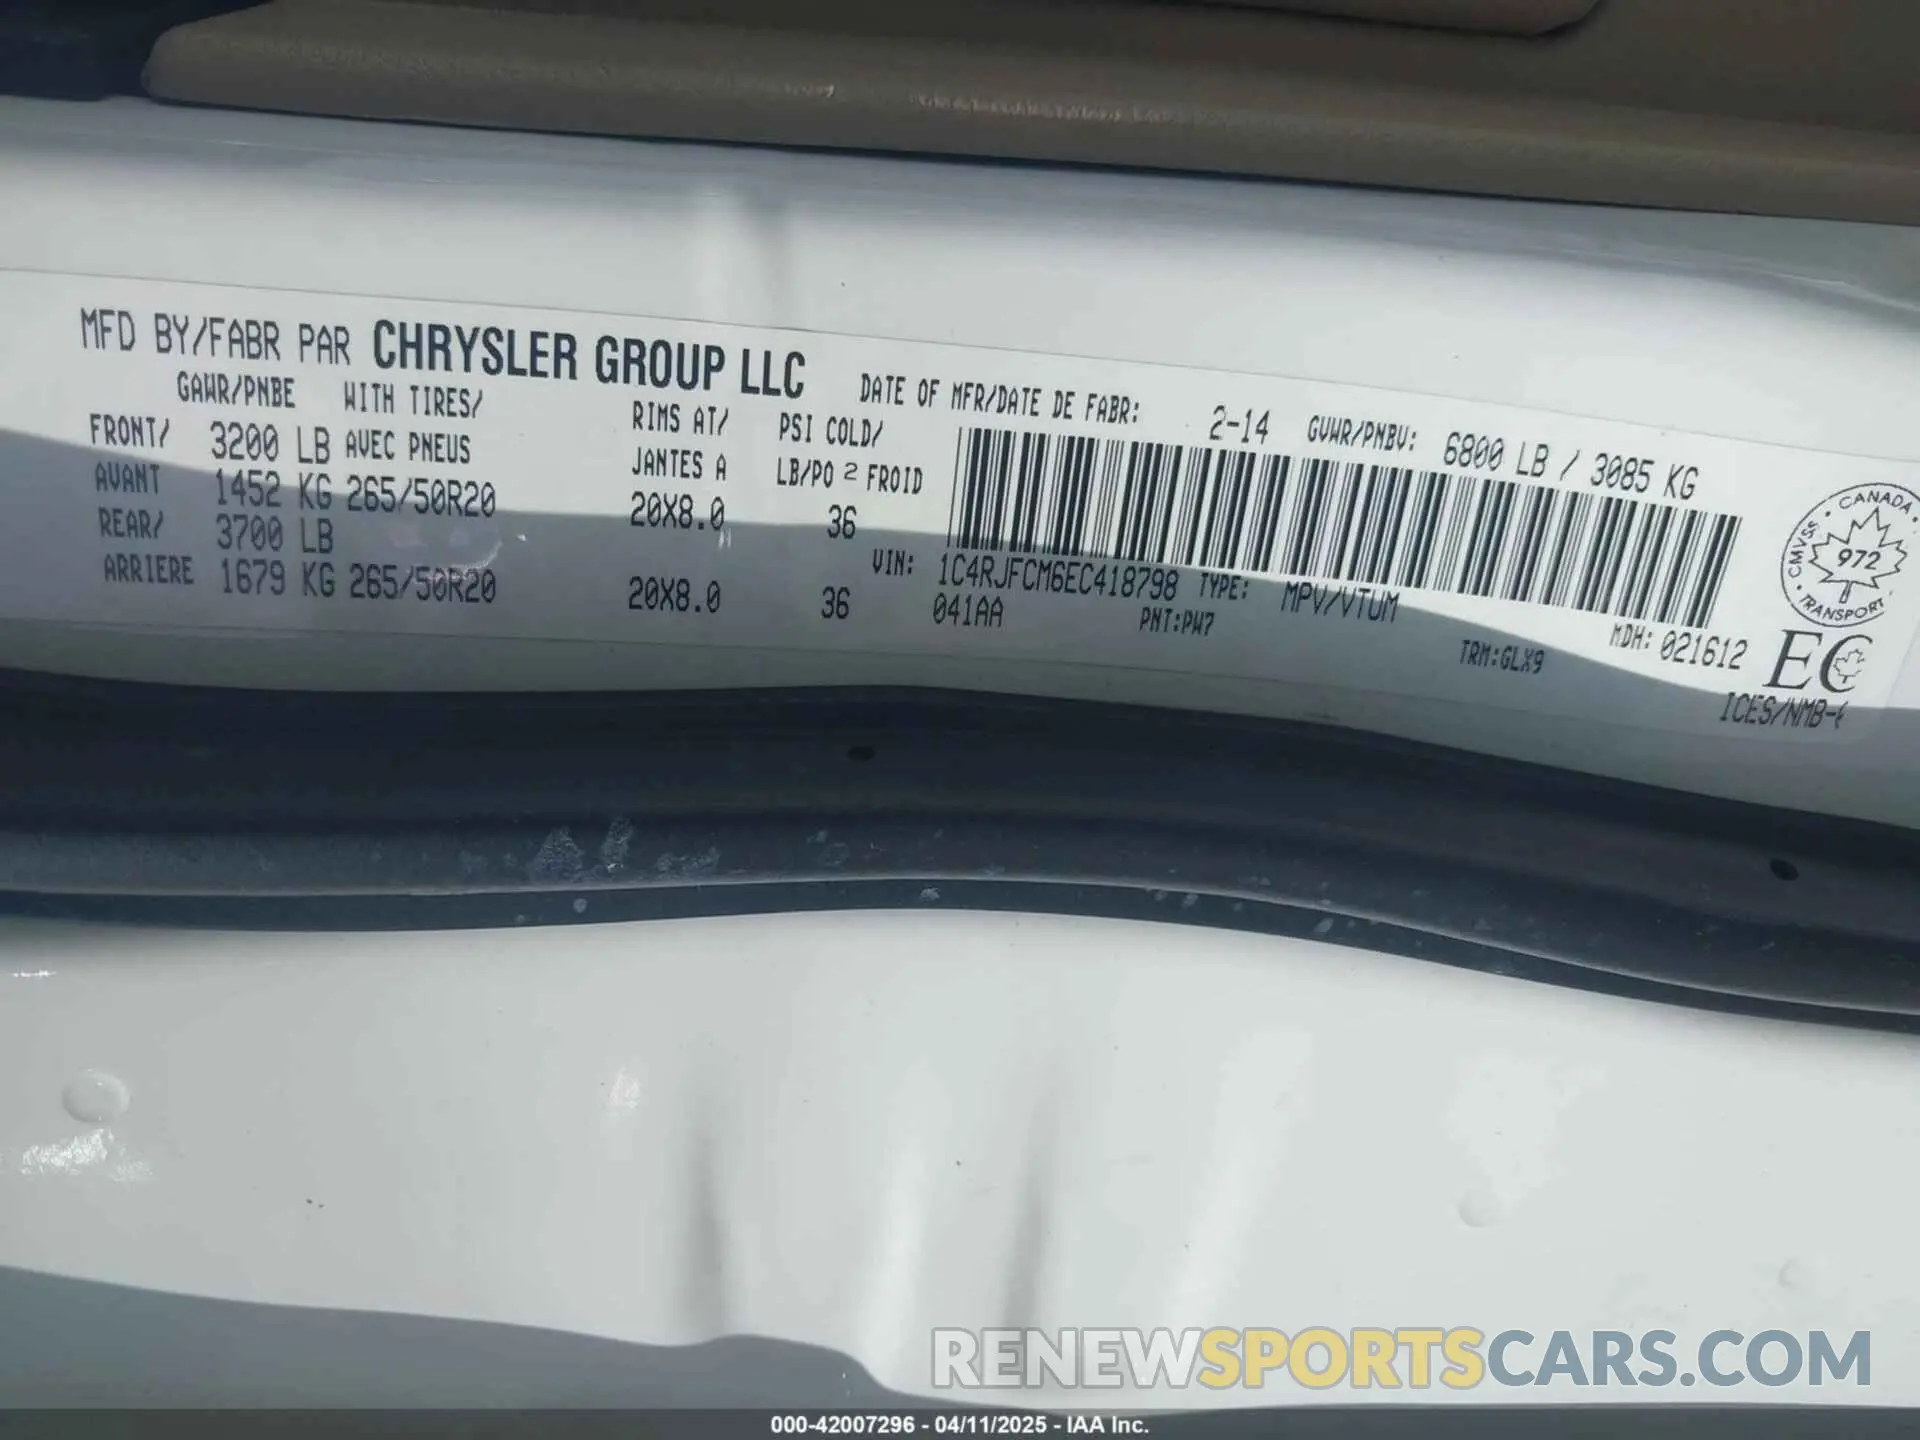 MFD BY/FABR PAR CHRYSLER GROUP LLC
DATE OF MFR/DATE DE FABR: 2-14 GVWR/PNBV: 6800 LB / 3085 KG
GAWR/PNBE WITH TIRES/ RIMS AT/ PSI COLD/
FRONT/ 3200 LB AVEC PNEUS JANTES A LB/PO 2 FROID
AVANT 1452 KG 265/50R20 20X8.0 36
REAR/ 3700 LB
ARRIERE 1679 KG 265/50R20 20X8.0 36
VIN: 1C4RJFCM6EC418798 TYPE: MPV/VTUM
041AA PNT:PW7 TRM:GLX9 MDH: 021612
CANADA
CMVSS
972
TRANSPORT
EC
ICES/NMB-
RENEWSPORTSCARS.COM
000-42007296 - 04/11/2025 - IAA Inc.